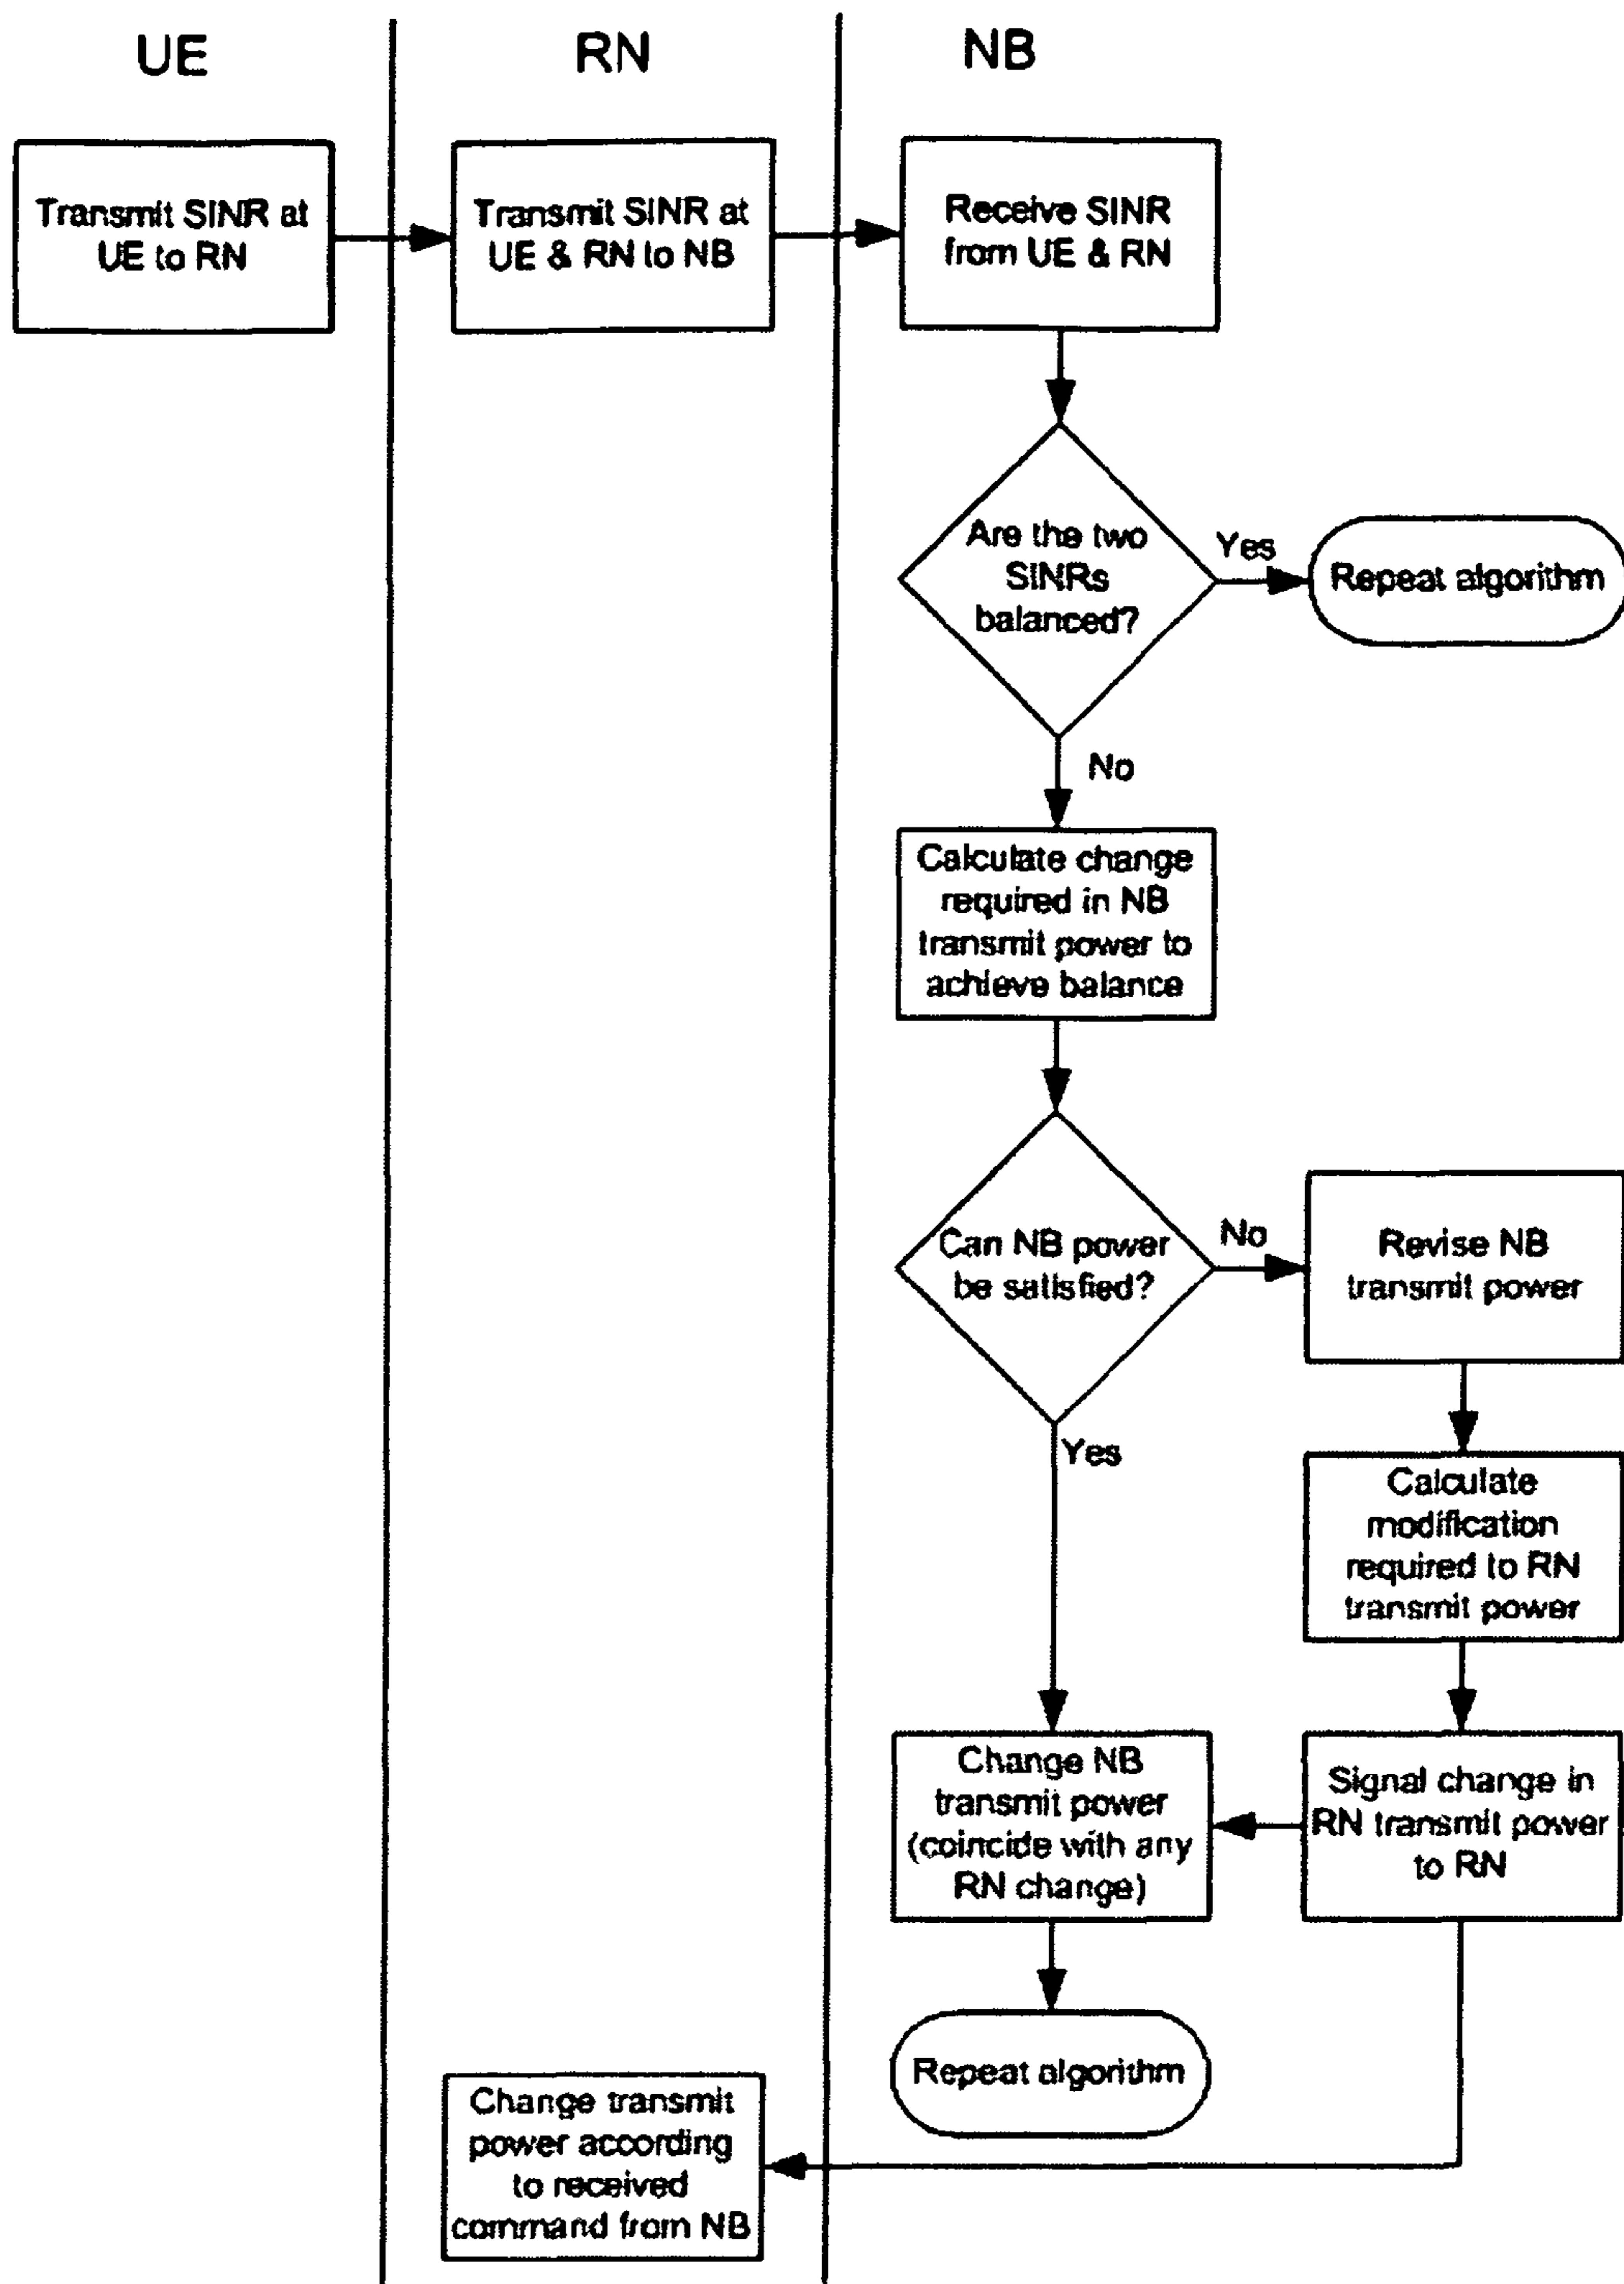 UE
RN
NB
Transmit SINR at
UE to RN
Transmit SINR at
UE & RN to NB
Receive SINR
from UE & RN
Are the two
SINRs
balanced?
Yes
Repeat algorithm
No
Calculate change
required in NB
transmit power to
achieve balance
Can NB power
be satisfied?
No
Revise NB
transmit power
Yes
Calculate
modification
required to RN
transmit power
Change NB
transmit power
(coincide with any
RN change)
Signal change in
RN transmit power
to RN
Repeat algorithm
Change transmit
power according
to received
command from NB